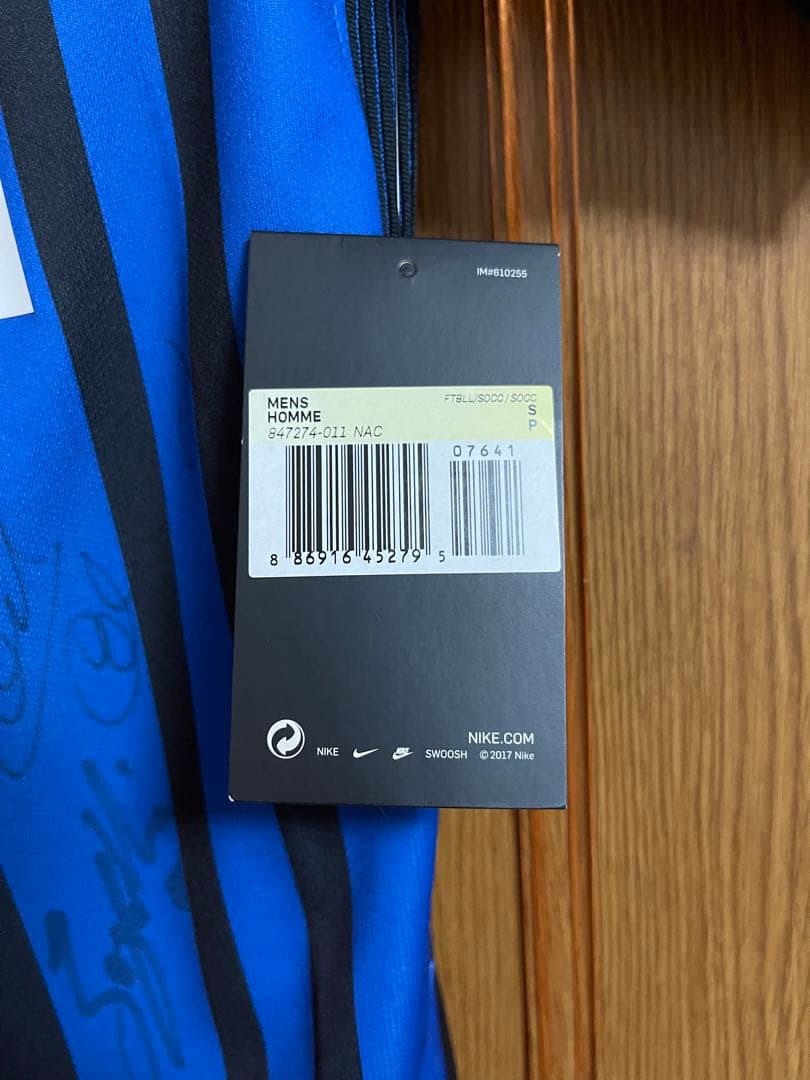 IM#610255
MENS
HOMME
FTBLL/SOCO/SOCC
S
P
847274-011 NAC
07641
8 86916 45279 5
NIKE.COM
NIKE
SWOOSH © 2017 Nike